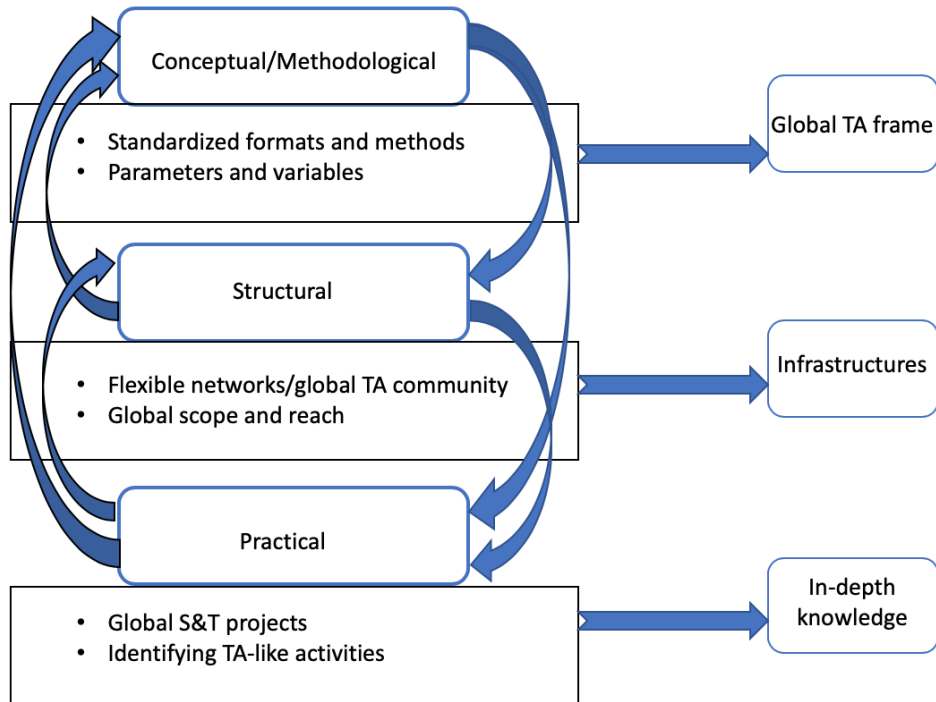 Conceptual/Methodological
• Standardized formats and methods
• Parameters and variables
Global TA frame
Structural
• Flexible networks/global TA community
• Global scope and reach
Infrastructures
Practical
• Global S&T projects
• Identifying TA-like activities
In-depth
knowledge